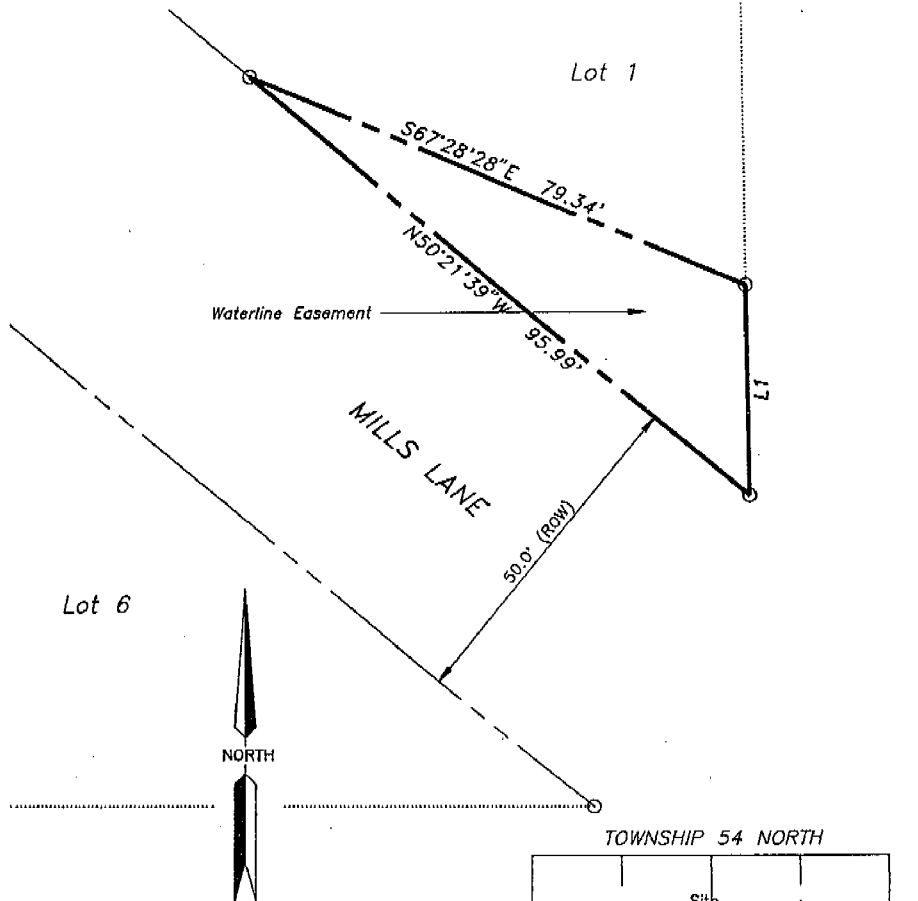 Lot 1
S67°28'28"E 79.34'
N50°21'39"W 95.99'
Waterline Easement
L1
MILLS LANE
50.0' (ROW)
Lot 6
NORTH
TOWNSHIP 54 NORTH
Site